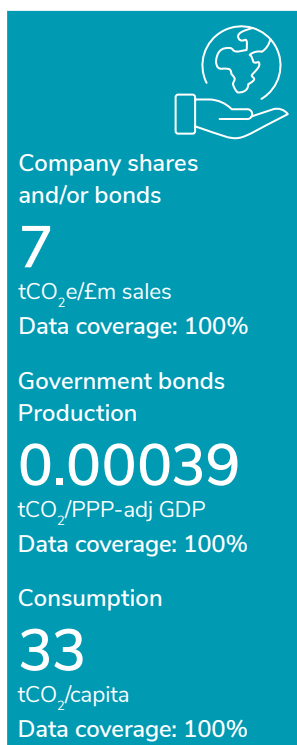 Company shares
and/or bonds
7
tCO₂e/£m sales
Data coverage: 100%
Government bonds
Production
0.00039
tCO₂/PPP-adj GDP
Data coverage: 100%
Consumption
33
tCO₂/capita
Data coverage: 100%